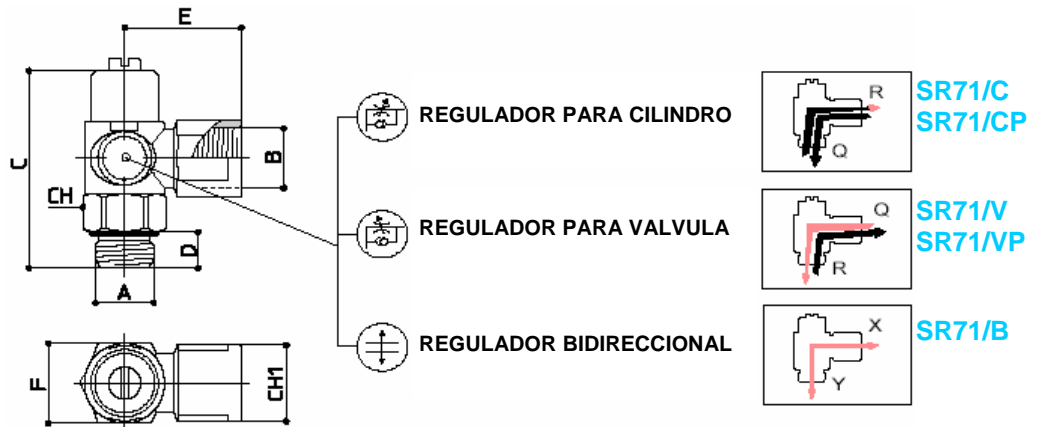 E
C
B
CH
D
A
F
CH1
REGULADOR PARA CILINDRO
R
Q
SR71/C
SR71/CP
REGULADOR PARA VALVULA
Q
R
SR71/V
SR71/VP
REGULADOR BIDIRECCIONAL
X
Y
SR71/B